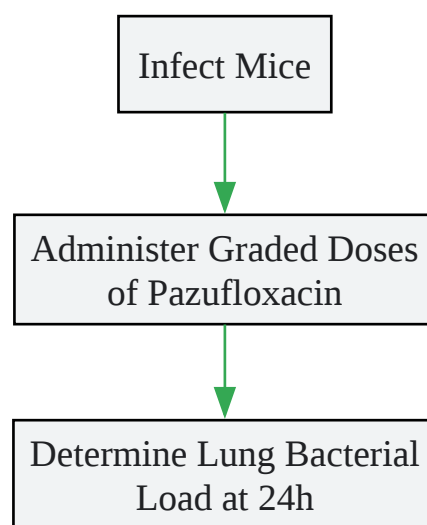 Infect Mice
Administer Graded Doses
of Pazufloxacin
Determine Lung Bacterial
Load at 24h